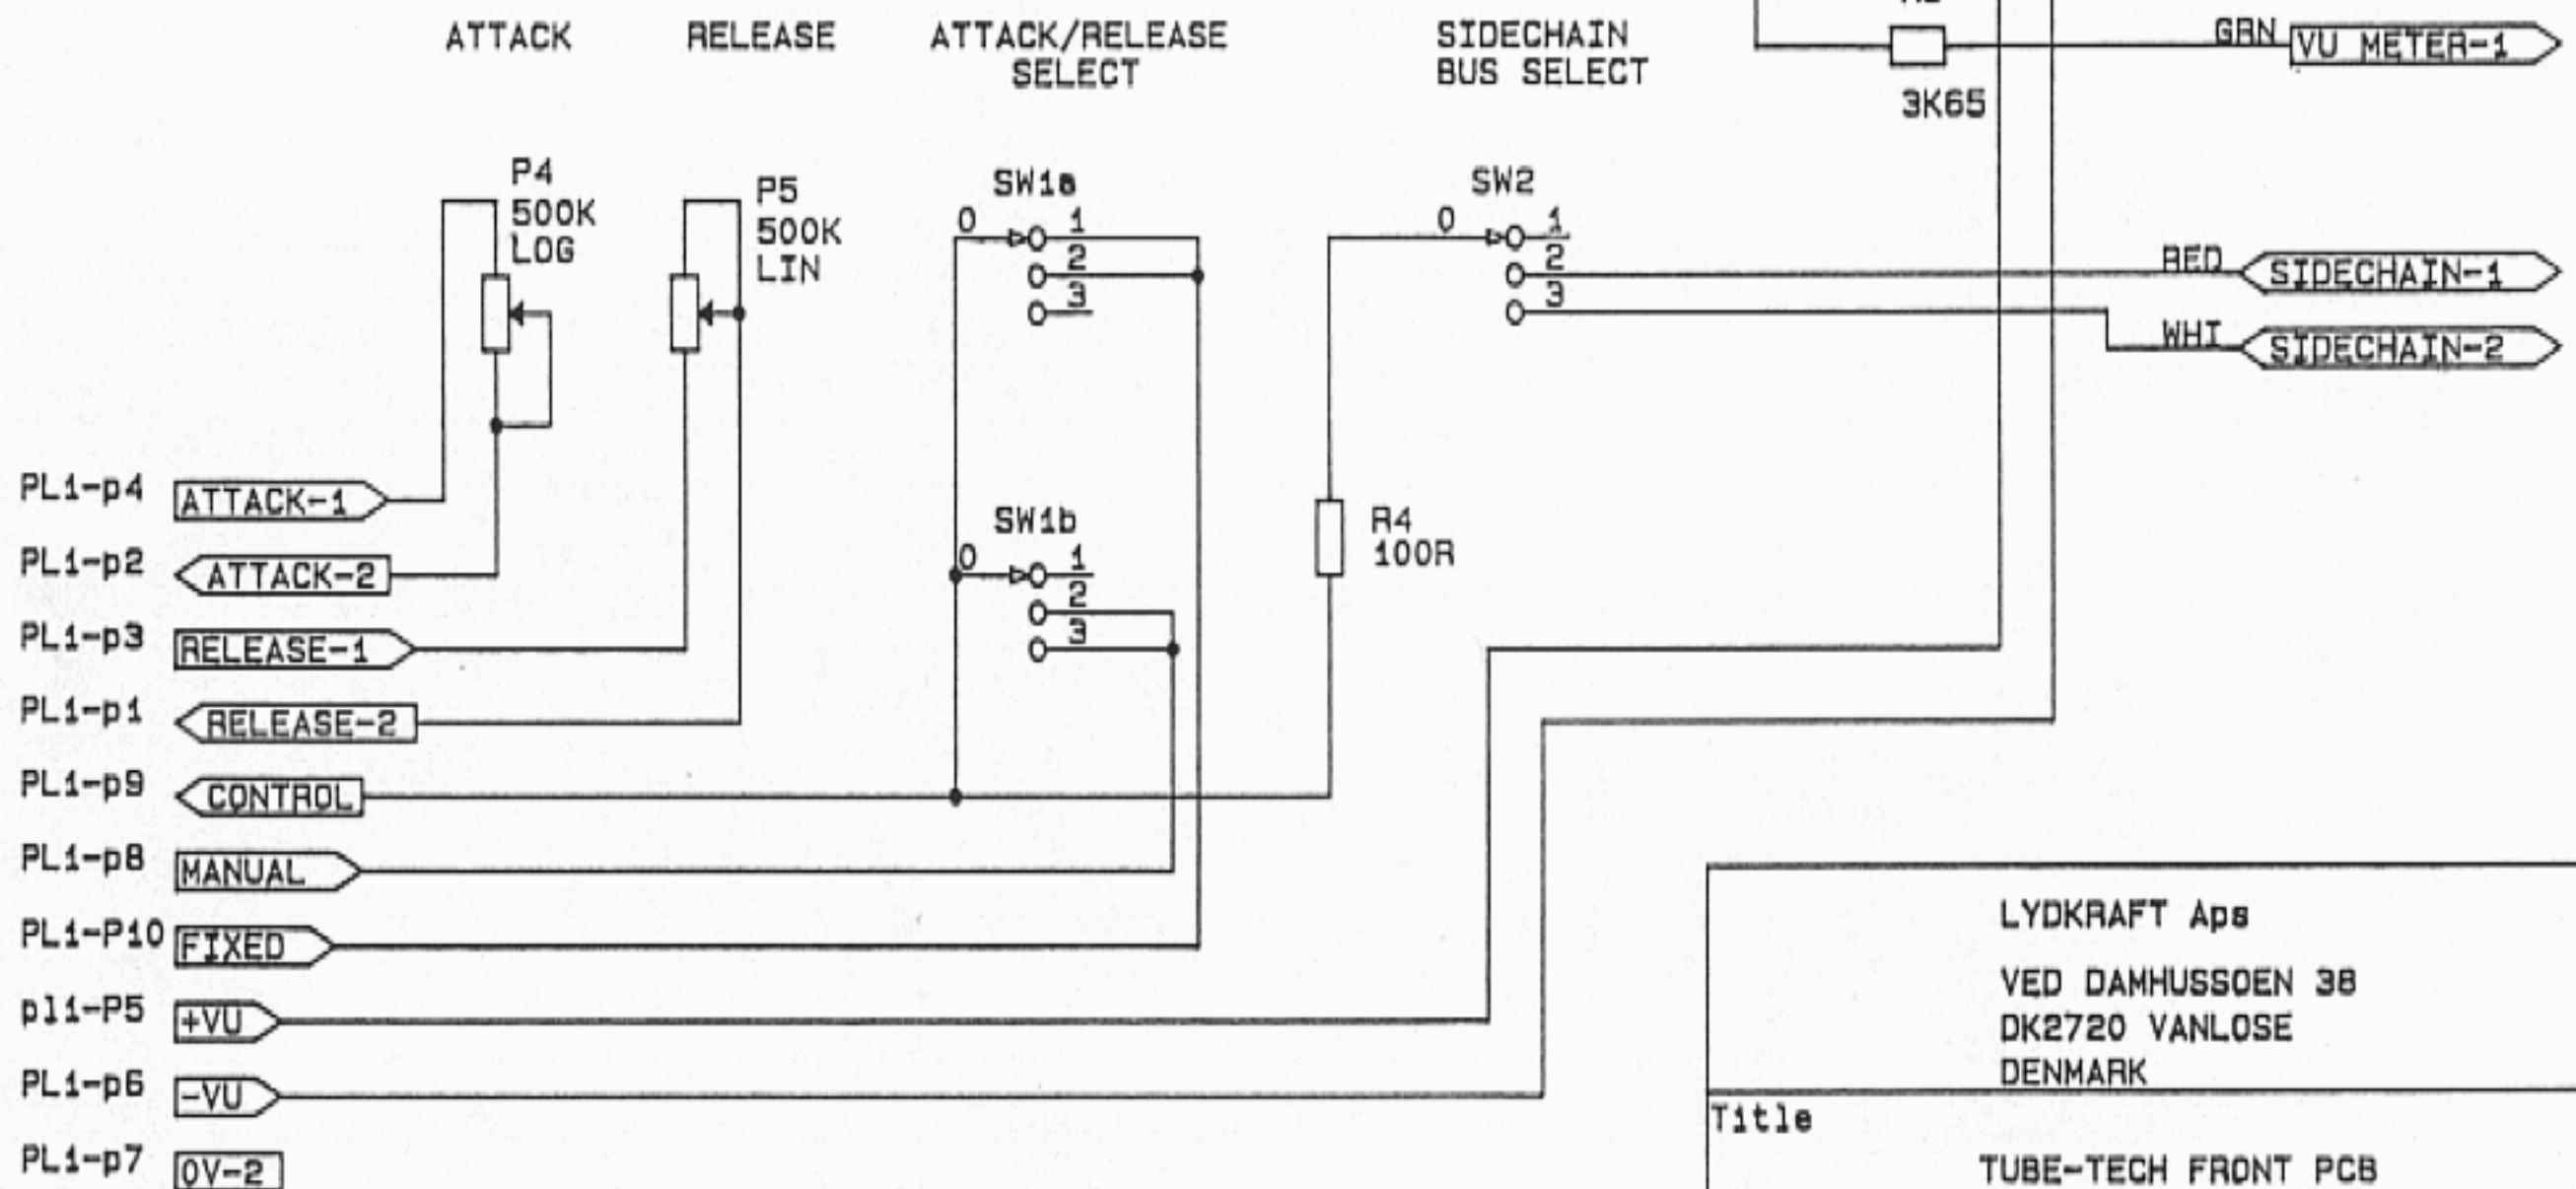 ATTACK RELEASE ATTACK/RELEASE SELECT SIDECHAIN BUS SELECT
GRN VU METER-1
3K65
P4 500K LOG
P5 500K LIN
SW1a
0 1
2
3
SW2
0 1
2
3
RED SIDECHAIN-1
WHI SIDECHAIN-2
PL1-p4 ATTACK-1
SW1b
0 1
2
3
R4 100R
PL1-p2 ATTACK-2
PL1-p3 RELEASE-1
PL1-p1 RELEASE-2
PL1-p9 CONTROL
PL1-p8 MANUAL
PL1-P10 FIXED
pl1-P5 +VU
PL1-p6 -VU
PL1-p7 0V-2
LYDKRAFT Aps
VED DAMHUSSOEN 38
DK2720 VANLOSE
DENMARK
Title
TUBE-TECH FRONT PCB